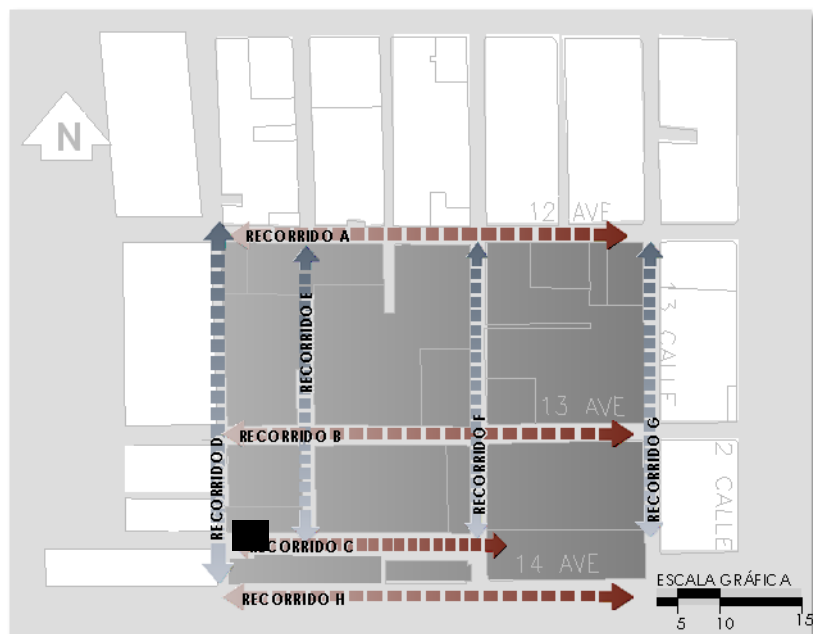 N
12 AVE
RECORRIDO A
RECORRIDO E
13 CALLE
13 AVE
RECORRIDO B
RECORRIDO D
RECORRIDO F
RECORRIDO G
2 CALLE
ECORRIDO C
14 AVE
RECORRIDO H
ESCALA GRÁFICA
5
10
15